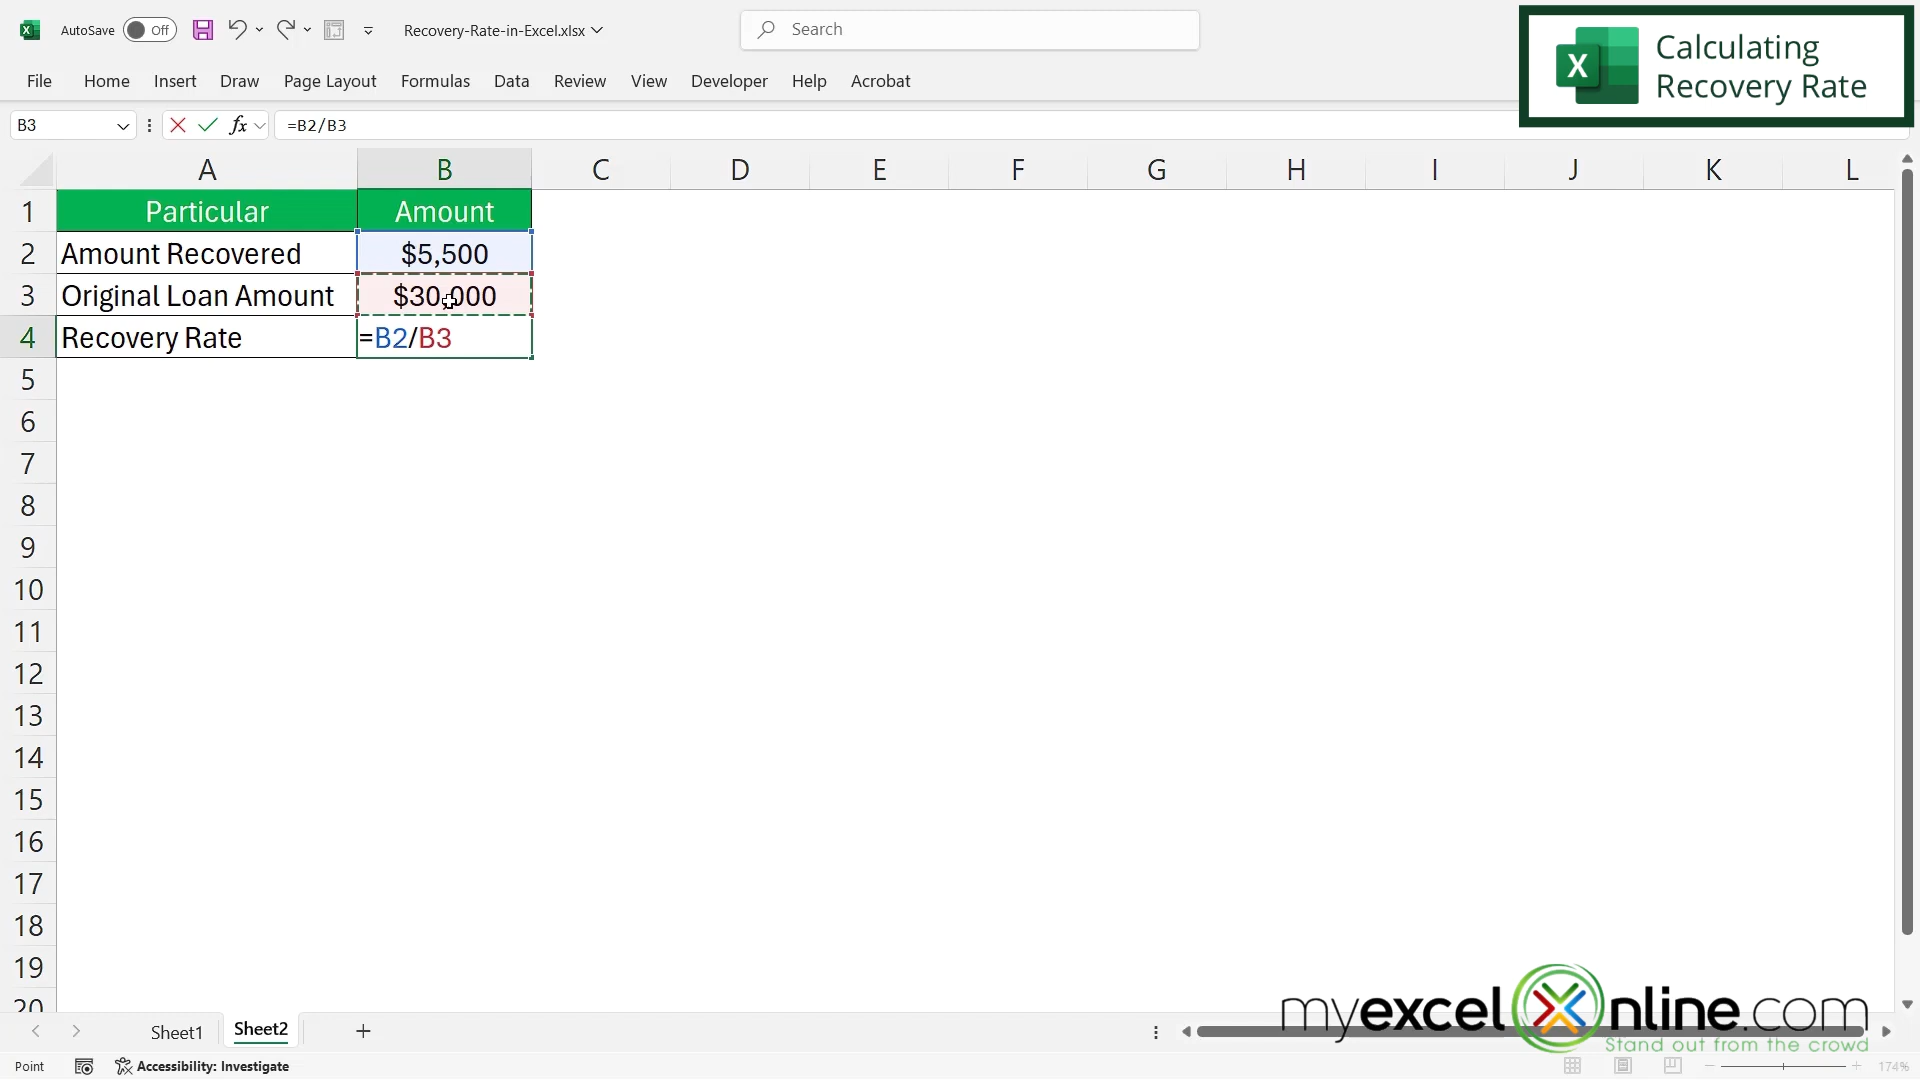 AutoSave Off Recovery-Rate-in-Excel.xlsx Search
Calculating
Recovery Rate
File Home Insert Draw Page Layout Formulas Data Review View Developer Help Acrobat
B3 fx =B2/B3
A B C D E F G H I J K L
1 Particular Amount
2 Amount Recovered $5,500
3 Original Loan Amount $30,000
4 Recovery Rate =B2/B3
5
6
7
8
9
10
11
12
13
14
15
16
17
18
19
20
myexcelonline.com
Stand out from the crowd
Sheet1 Sheet2
Point Accessibility: Investigate 174%